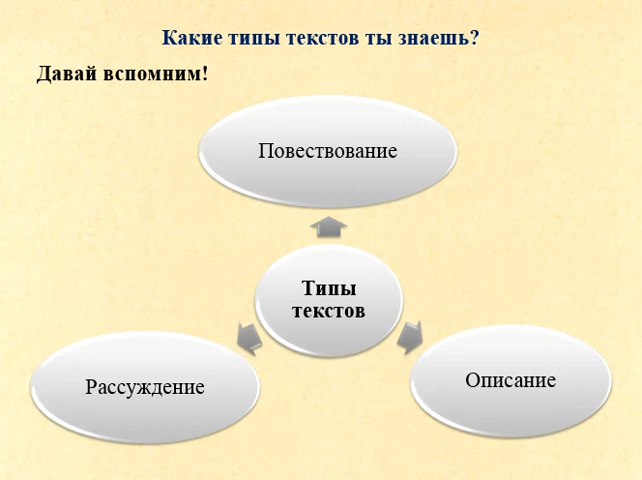 Какие типы текстов ты знаешь?
Давай вспомним!
Повествование
Типы
текстов
Рассуждение
Описание